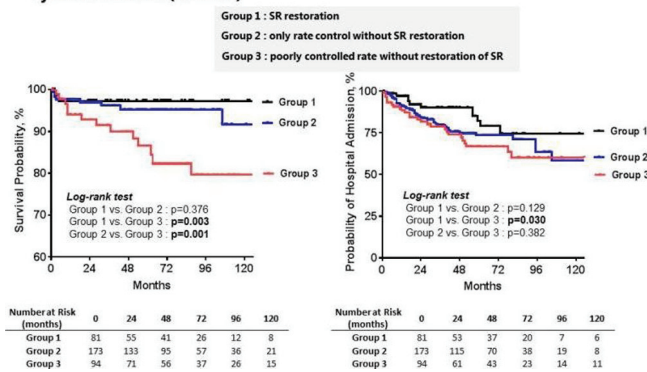 Group 1 : SR restoration
Group 2 : only rate control without SR restoration
Group 3 : poorly controlled rate without restoration of SR
Survival Probability, %
100
90
80
70
60
Group 1
Group 2
Group 3
Log-rank test
Group 1 vs. Group 2 : p=0.376
Group 1 vs. Group 3 : p=0.003
Group 2 vs. Group 3 : p=0.001
0 24 48 72 96 120
Months
Probability of Hospital Admission, %
100
75
50
25
0
Group 1
Group 2
Group 3
Log-rank test
Group 1 vs. Group 2 : p=0.129
Group 1 vs. Group 3 : p=0.030
Group 2 vs. Group 3 : p=0.382
0 24 48 72 96 120
Months
Number at Risk (months) 0 24 48 72 96 120
Group 1 81 55 41 26 12 8
Group 2 173 133 95 57 36 21
Group 3 94 71 56 37 26 15
Number at Risk (months) 0 24 48 72 96 120
Group 1 81 53 37 20 7 6
Group 2 173 115 70 38 19 8
Group 3 94 61 43 23 14 11